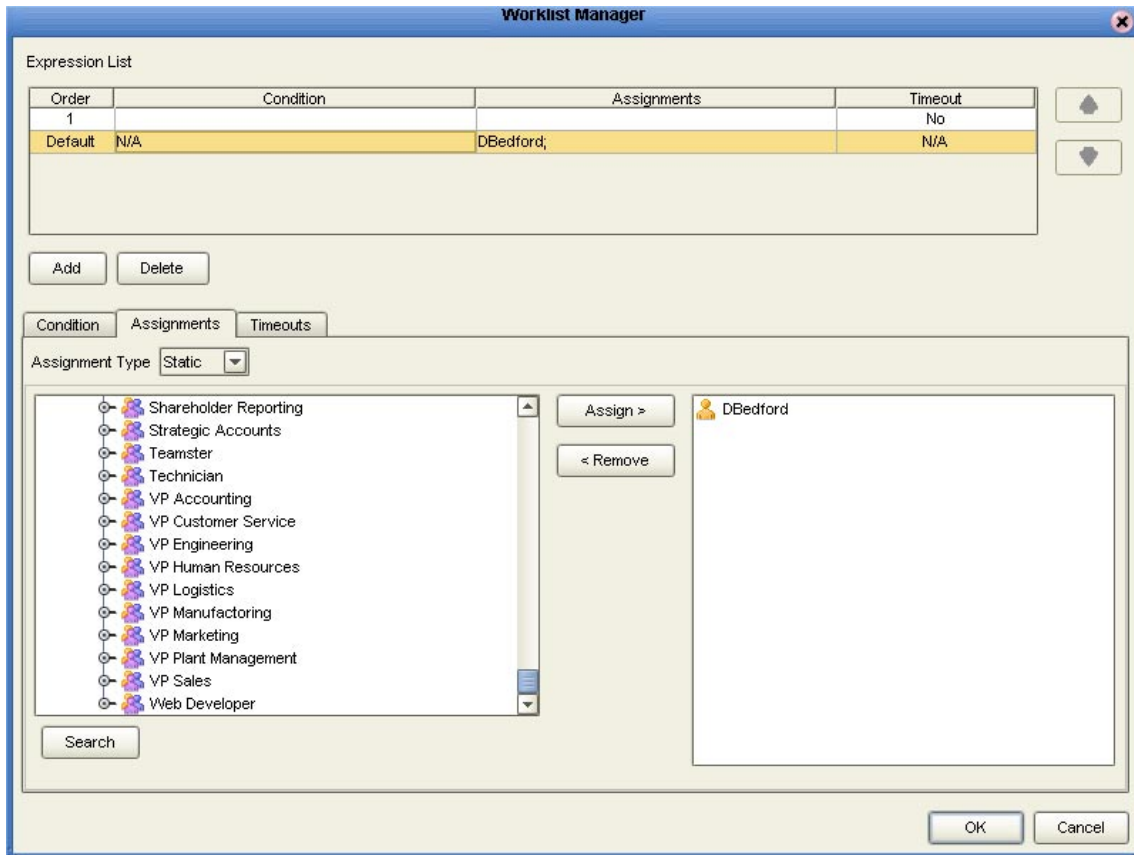 Worklist Manager
Expression List
Order Condition Assignments Timeout
1 No
Default N/A DBedford; N/A
Add Delete
Condition Assignments Timeouts
Assignment Type Static
Shareholder Reporting
Strategic Accounts
Teamster
Technician
VP Accounting
VP Customer Service
VP Engineering
VP Human Resources
VP Logistics
VP Manufactoring
VP Marketing
VP Plant Management
VP Sales
Web Developer
Assign >
< Remove
DBedford
Search
OK Cancel